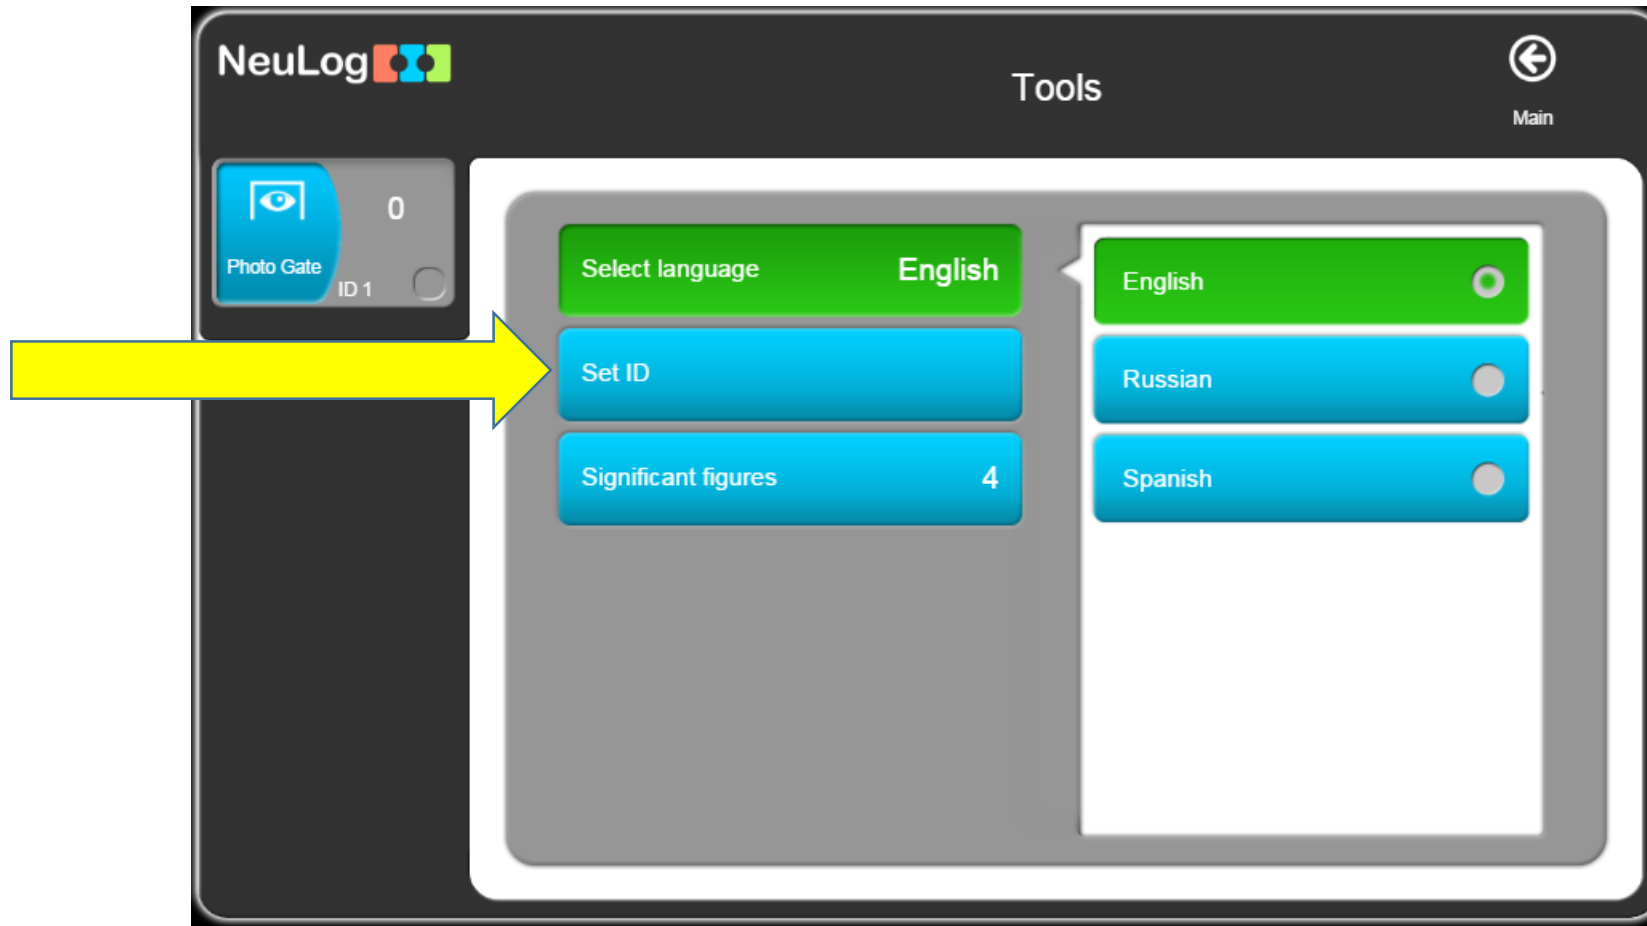 NeuLog
Tools
Main
0
Photo Gate
ID 1
Select language English
Set ID
Significant figures 4
English
Russian
Spanish